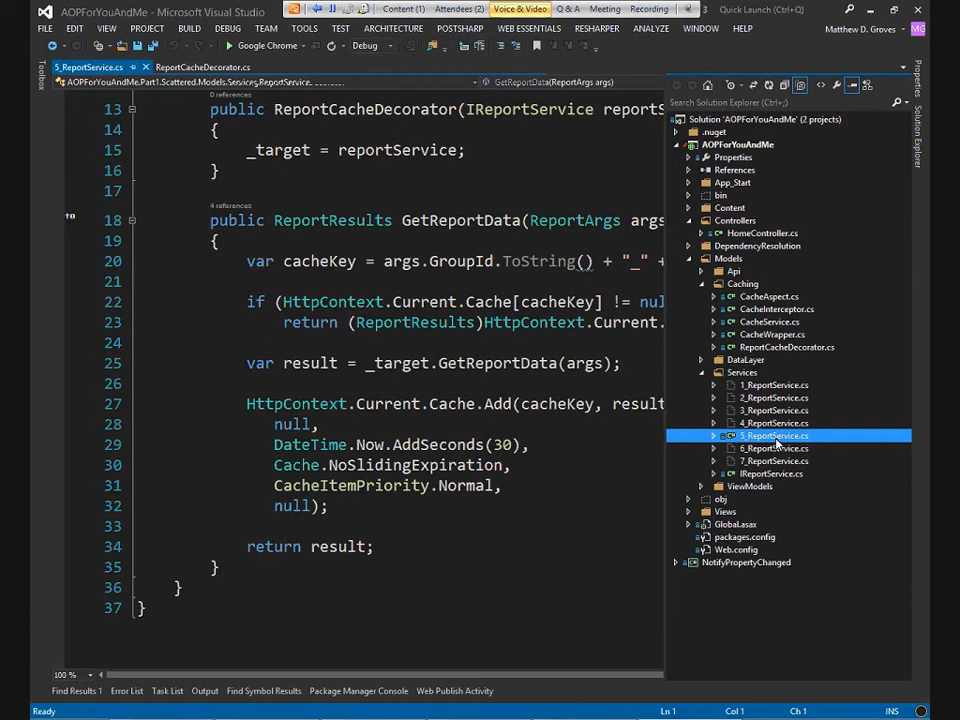 AOPForYouAndMe - Microsoft Visual Studio
Content (1) Attendees (2) Voice & Video Q & A Meeting Recording
3 Quick Launch (Ctrl+Q)
FILE EDIT VIEW PROJECT BUILD DEBUG TEAM TOOLS TEST ARCHITECTURE POSTSHARP WEB ESSENTIALS RESHARPER ANALYZE WINDOW HELP
Matthew D. Groves MG
Google Chrome Debug
5_ReportService.cs ReportCacheDecorator.cs
AOPForYouAndMe.Part1.Scattered.Models.Services.ReportService
GetReportData(ReportArgs args)
Toolbox
0 references
13 public ReportCacheDecorator(IReportService reportS
14 {
15 _target = reportService;
16 }
17
4 references
18 public ReportResults GetReportData(ReportArgs args
19 {
20 var cacheKey = args.GroupId.ToString() + "_" +
21
22 if (HttpContext.Current.Cache[cacheKey] != nul
23 return (ReportResults)HttpContext.Current.
24
25 var result = _target.GetReportData(args);
26
27 HttpContext.Current.Cache.Add(cacheKey, result
28 null,
29 DateTime.Now.AddSeconds(30),
30 Cache.NoSlidingExpiration,
31 CacheItemPriority.Normal,
32 null);
33
34 return result;
35 }
36 }
37 }
100 %
Search Solution Explorer (Ctrl+;)
Solution 'AOPForYouAndMe' (2 projects)
.nuget
AOPForYouAndMe
Properties
References
App_Start
bin
Content
Controllers
HomeController.cs
DependencyResolution
Models
Api
Caching
CacheAspect.cs
CacheInterceptor.cs
CacheService.cs
CacheWrapper.cs
ReportCacheDecorator.cs
DataLayer
Services
1_ReportService.cs
2_ReportService.cs
3_ReportService.cs
4_ReportService.cs
5_ReportService.cs
6_ReportService.cs
7_ReportService.cs
IReportService.cs
ViewModels
obj
Views
Global.asax
packages.config
Web.config
NotifyPropertyChanged
Properties
Solution Explorer
Find Results 1 Error List Task List Output Find Symbol Results Package Manager Console Web Publish Activity
Ready Ln 1 Col 1 Ch 1 INS